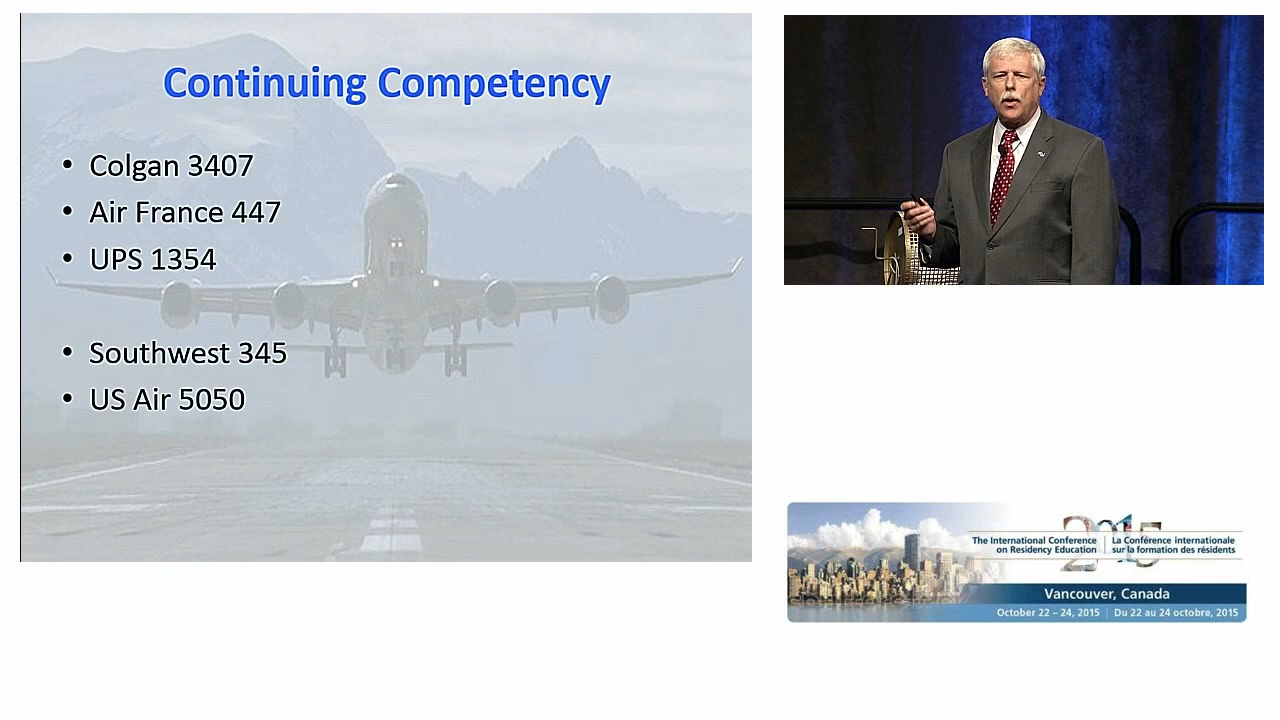 Continuing Competency
• Colgan 3407
• Air France 447
• UPS 1354
• Southwest 345
• US Air 5050
2015
The International Conference
on Residency Education
La Conférence internationale
sur la formation des résidents
Vancouver, Canada
October 22 – 24, 2015 | Du 22 au 24 octobre, 2015